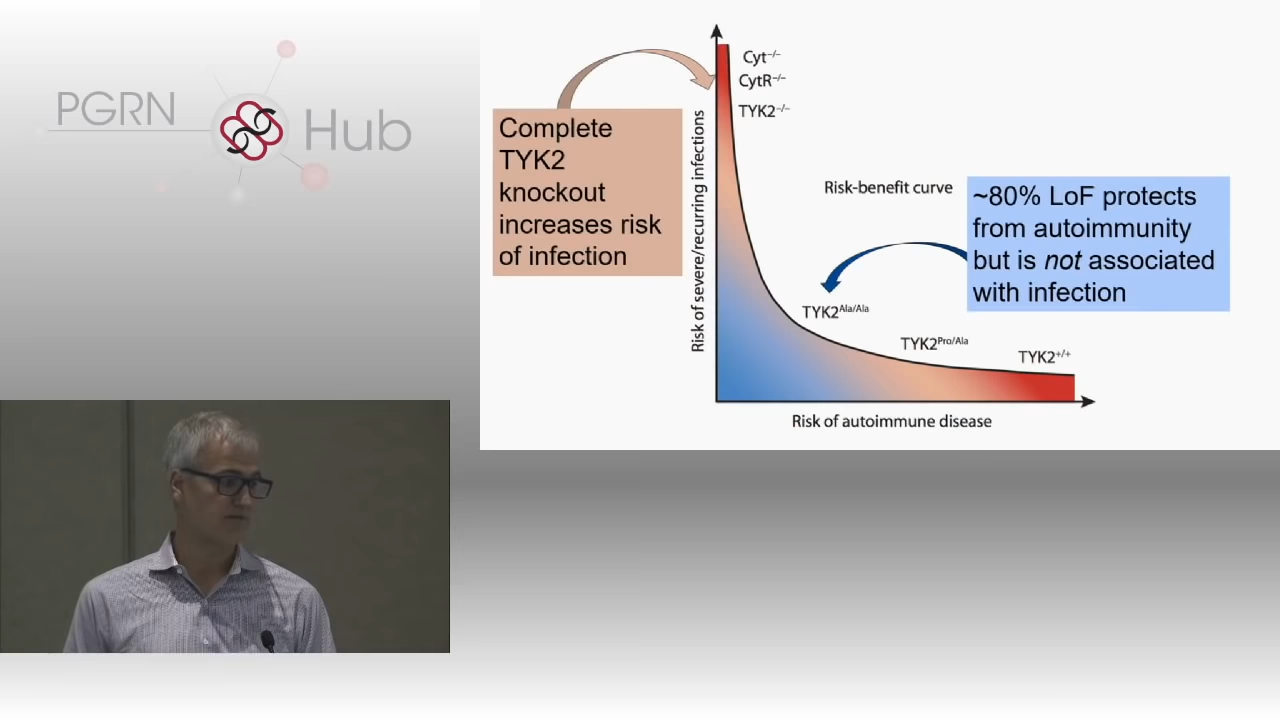 PGRN
Hub
Complete
TYK2
knockout
increases risk
of infection
Cyt⁻/⁻
CytR⁻/⁻
TYK2⁻/⁻
Risk of severe/recurring infections
Risk-benefit curve
~80% LoF protects
from autoimmunity
but is not associated
with infection
TYK2Ala/Ala
TYK2Pro/Ala
TYK2+/+
Risk of autoimmune disease